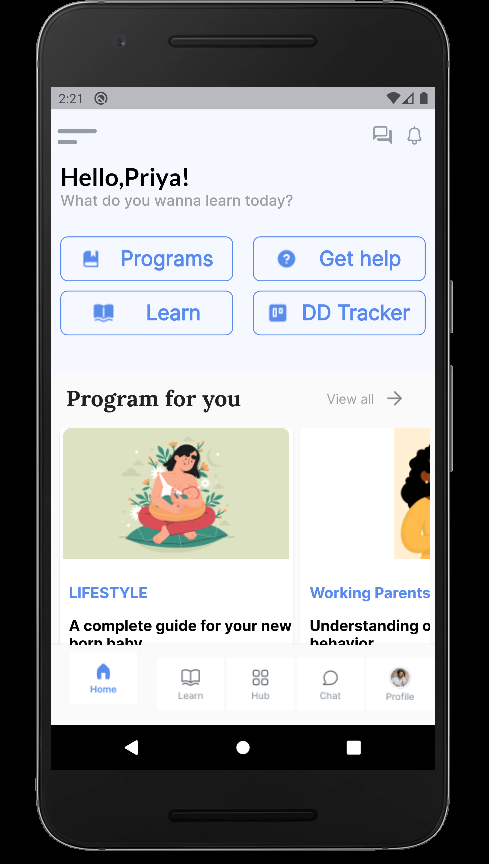 2:21
Hello,Priya!
What do you wanna learn today?
Programs
Get help
Learn
DD Tracker
Program for you
View all
LIFESTYLE
A complete guide for your new
born baby
Working Parents
Understanding o
behavior
Home
Learn
Hub
Chat
Profile